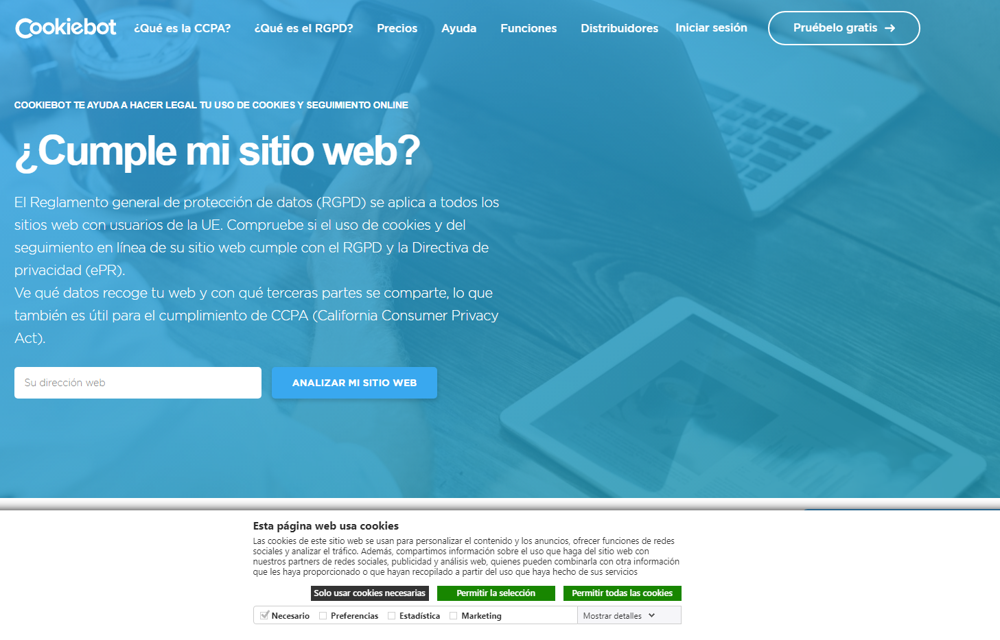 Cookiebot
¿Qué es la CCPA?
¿Qué es el RGPD?
Precios
Ayuda
Funciones
Distribuidores
Iniciar sesión
Pruébelo gratis
COOKIEBOT TE AYUDA A HACER LEGAL TU USO DE COOKIES Y SEGUIMIENTO ONLINE
¿Cumple mi sitio web?
El Reglamento general de protección de datos (RGPD) se aplica a todos los
sitios web con usuarios de la UE. Compruebe si el uso de cookies y del
seguimiento en línea de su sitio web cumple con el RGPD y la Directiva de
privacidad (ePR).
Ve qué datos recoge tu web y con qué terceras partes se comparte, lo que
también es útil para el cumplimiento de CCPA (California Consumer Privacy
Act).
Su dirección web
ANALIZAR MI SITIO WEB
Esta página web usa cookies
Las cookies de este sitio web se usan para personalizar el contenido y los anuncios, ofrecer funciones de redes
sociales y analizar el tráfico. Además, compartimos información sobre el uso que haga del sitio web con
nuestros partners de redes sociales, publicidad y análisis web, quienes pueden combinarla con otra información
que les haya proporcionado o que hayan recopilado a partir del uso que haya hecho de sus servicios
Solo usar cookies necesarias
Permitir la selección
Permitir todas las cookies
Necesario
Preferencias
Estadística
Marketing
Mostrar detalles